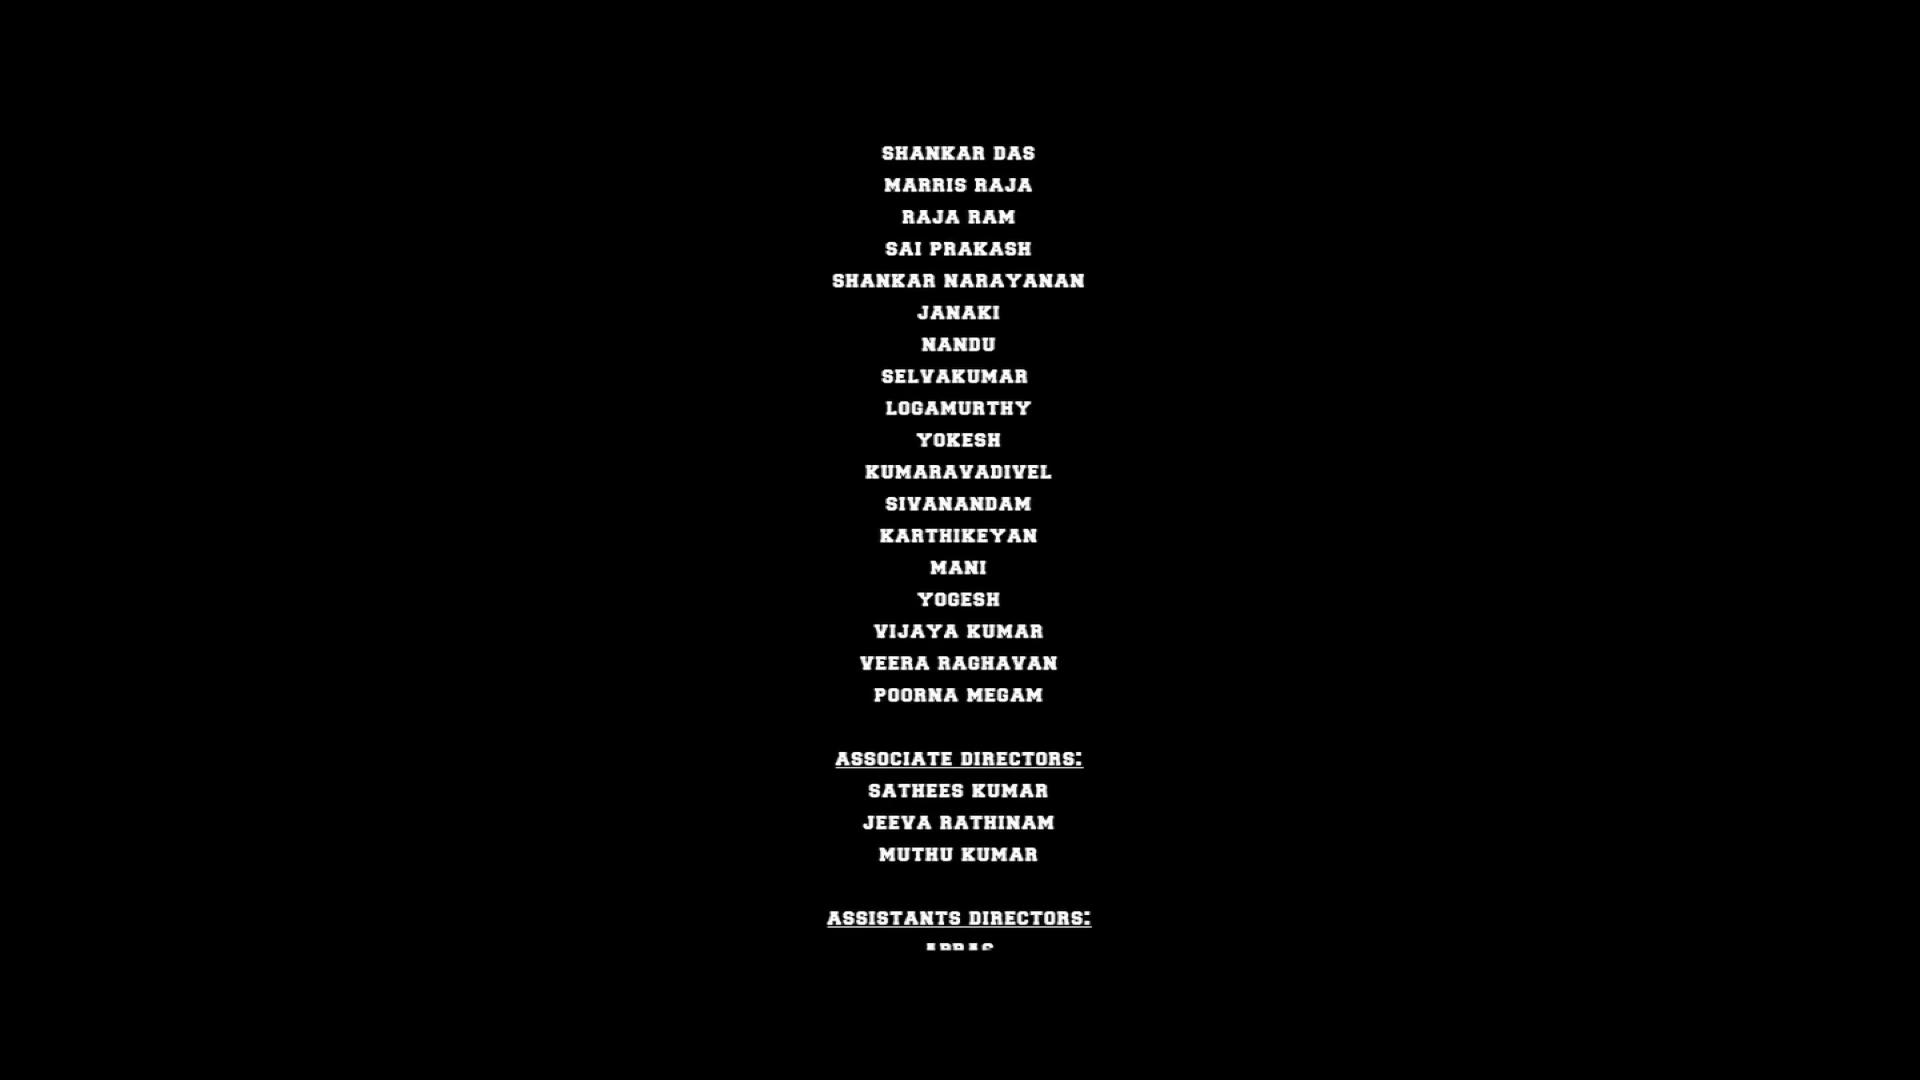 SHANKAR DAS
MARRIS RAJA
RAJA RAM
SAI PRAKASH
SHANKAR NARAYANAN
JANAKI
NANDU
SELVAKUMAR
LOGAMURTHY
YOKESH
KUMARAVADIVEL
SIVANANDAM
KARTHIKEYAN
MANI
YOGESH
VIJAYA KUMAR
VEERA RAGHAVAN
POORNA MEGAM
ASSOCIATE DIRECTORS:
SATHEES KUMAR
JEEVA RATHINAM
MUTHU KUMAR
ASSISTANTS DIRECTORS: